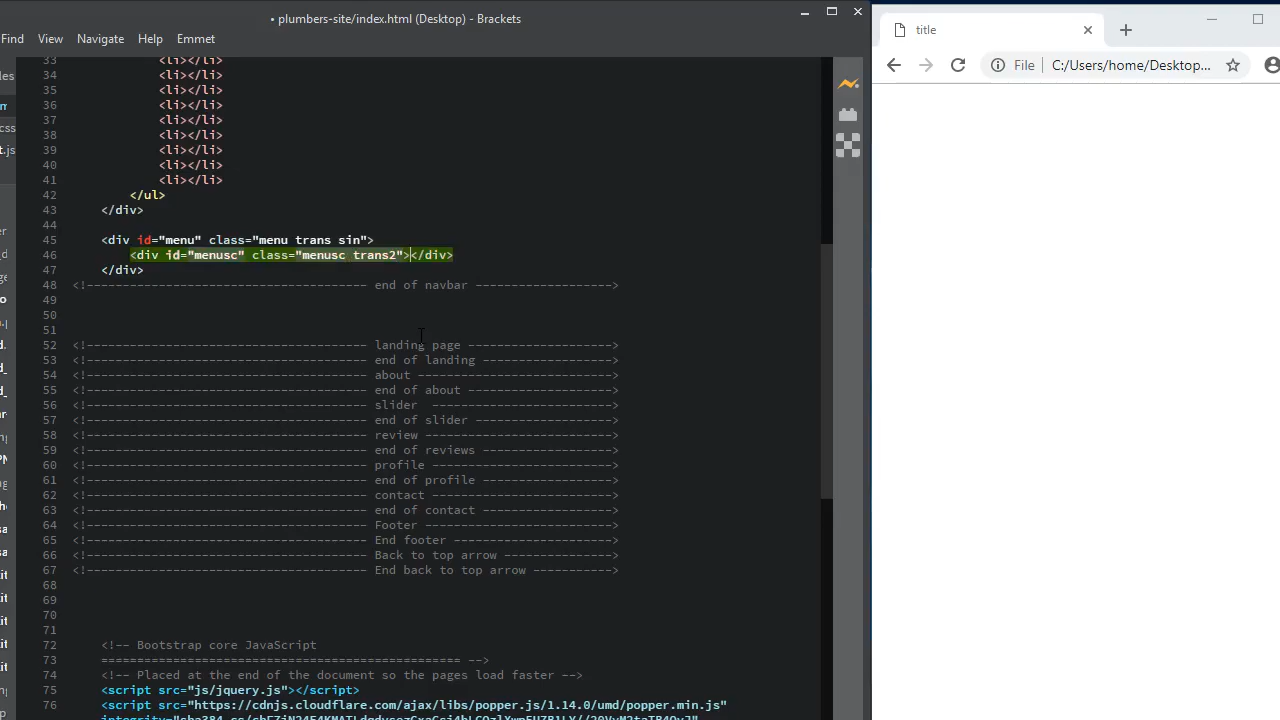 • plumbers-site/index.html (Desktop) - Brackets
Find View Navigate Help Emmet
33 <li></li>
34 <li></li>
35 <li></li>
36 <li></li>
37 <li></li>
38 <li></li>
39 <li></li>
40 <li></li>
41 <li></li>
42 </ul>
43 </div>
44
45 <div id="menu" class="menu trans sin">
46 <div id="menusc" class="menusc trans2"></div>
47 </div>
48 <!--------------------------------------- end of navbar ------------------->
49
50
51
52 <!--------------------------------------- landing page ------------------->
53 <!--------------------------------------- end of landing ------------------>
54 <!--------------------------------------- about --------------------------->
55 <!--------------------------------------- end of about -------------------->
56 <!--------------------------------------- slider ------------------------->
57 <!--------------------------------------- end of slider ------------------->
58 <!--------------------------------------- review -------------------------->
59 <!--------------------------------------- end of reviews ------------------>
60 <!--------------------------------------- profile ------------------------->
61 <!--------------------------------------- end of profile ------------------>
62 <!--------------------------------------- contact ------------------------->
63 <!--------------------------------------- end of contact ------------------>
64 <!--------------------------------------- Footer -------------------------->
65 <!--------------------------------------- End footer ---------------------->
66 <!--------------------------------------- Back to top arrow --------------->
67 <!--------------------------------------- End back to top arrow ----------->
68
69
70
71
72 <!-- Bootstrap core JavaScript
73 ================================================== -->
74 <!-- Placed at the end of the document so the pages load faster -->
75 <script src="js/jquery.js"></script>
76 <script src="https://cdnjs.cloudflare.com/ajax/libs/popper.js/1.14.0/umd/popper.min.js"
title
File C:/Users/home/Desktop...